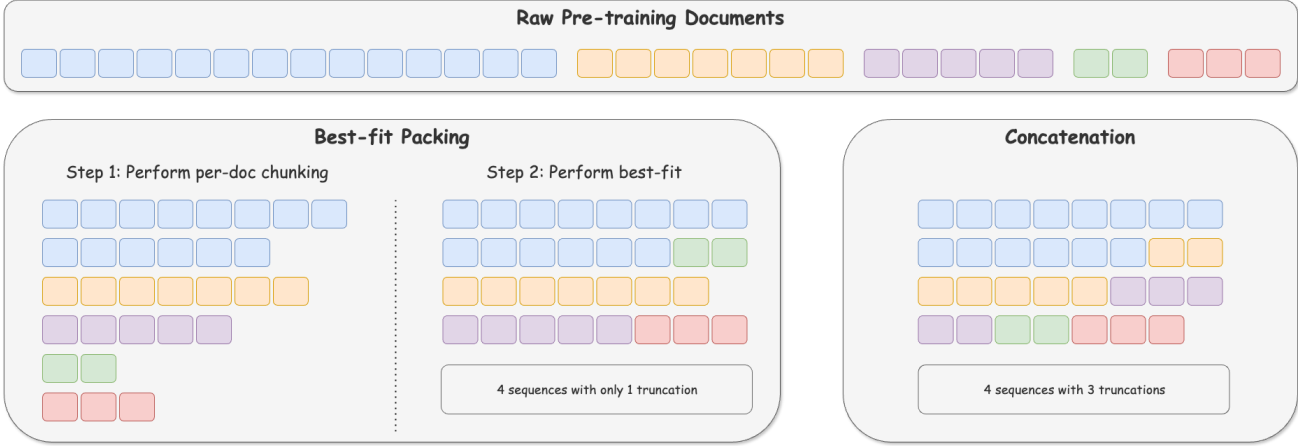 Raw Pre-training Documents
Best-fit Packing
Step 1: Perform per-doc chunking
Step 2: Perform best-fit
4 sequences with only 1 truncation
Concatenation
4 sequences with 3 truncations